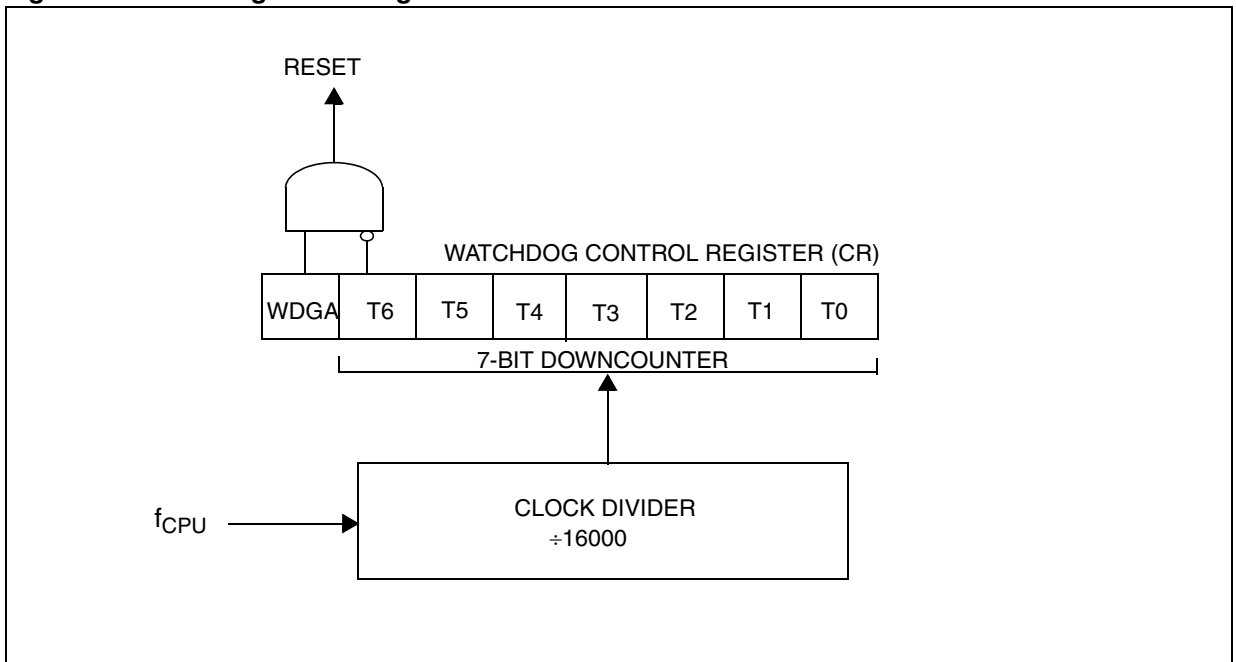 RESET
WATCHDOG CONTROL REGISTER (CR)
WDGA T6 T5 T4 T3 T2 T1 T0
7-BIT DOWNCOUNTER
fCPU
CLOCK DIVIDER
÷16000